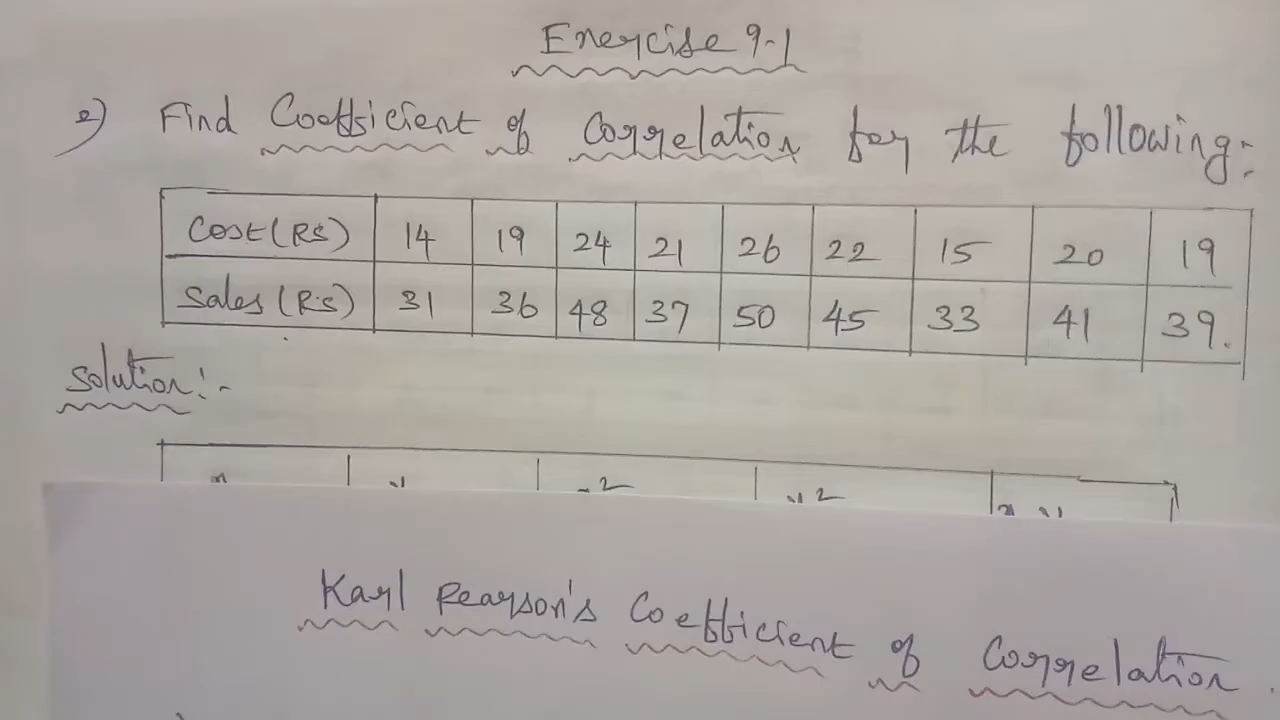 Exercise 9.1
2) Find Coefficient of Correlation for the following:
Cost (RS) 14 19 24 21 26 22 15 20 19
Sales (RS) 31 36 48 37 50 45 33 41 39.
Solution:-
Karl Pearson's Coefficient of Correlation